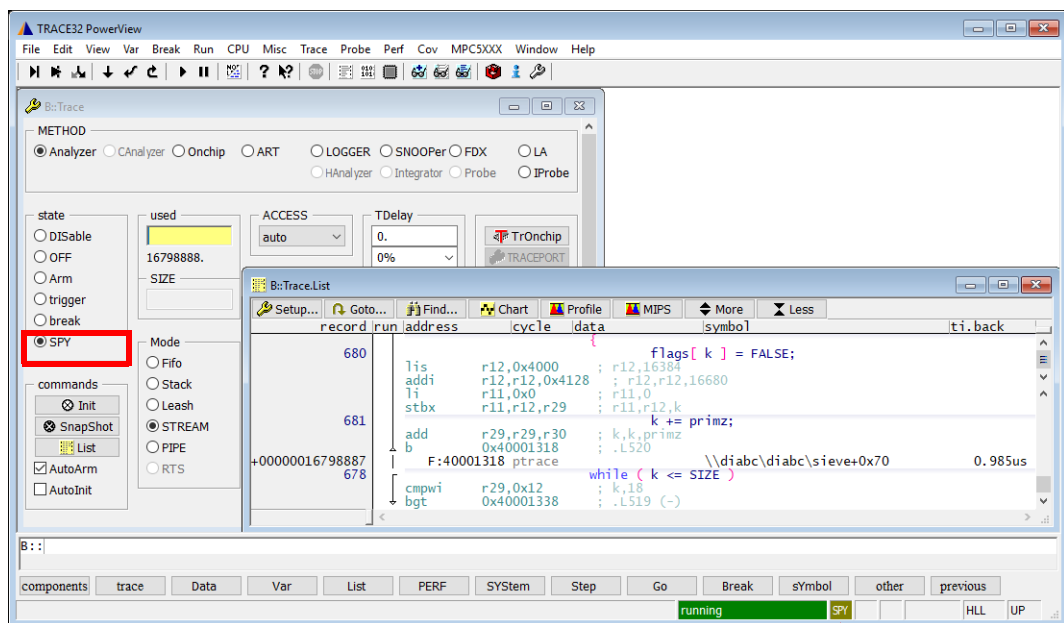 TRACE32 PowerView
File Edit View Var Break Run CPU Misc Trace Probe Perf Cov MPC5XXX Window Help
B::Trace
METHOD
Analyzer CAnalyzer Onchip ART LOGGER SNOOPer FDX LA
HAnalyzer Integrator Probe IProbe
state used ACCESS TDelay
DISable auto 0. TrOnchip
OFF 16798888. 0% TRACEPORT
Arm SIZE
trigger
break
SPY Mode
Fifo
commands Stack
Init Leash
SnapShot STREAM
List PIPE
AutoArm RTS
AutoInit
B::Trace.List
Setup... Goto... Find... Chart Profile MIPS More Less
record run address cycle data symbol ti.back
{
680 flags[ k ] = FALSE;
lis r12,0x4000 ; r12,16384
addi r12,r12,0x4128 ; r12,r12,16680
li r11,0x0 ; r11,0
stbx r11,r12,r29 ; r11,r12,k
681 k += primz;
add r29,r29,r30 ; k,k,primz
b 0x40001318 ; .L520
+00000016798887 F:40001318 ptrace \\diabc\diabc\sieve+0x70 0.985us
678 while ( k <= SIZE )
cmpwi r29,0x12 ; k,18
bgt 0x40001338 ; .L519 (-)
B::
components trace Data Var List PERF SYStem Step Go Break sYmbol other previous
running SPY HLL UP